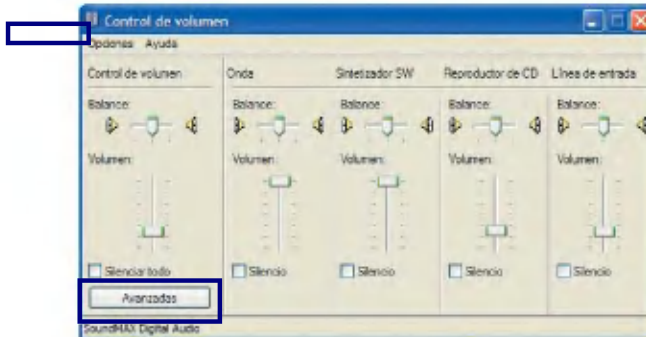 Control de volumen
Opciones Ayuda
Control de volumen Onda Sintetizador SW Reproductor de CD Línea de entrada
Balance: Balance: Balance: Balance: Balance:
Volumen: Volumen: Volumen: Volumen: Volumen:
Silenciar todo Silencio Silencio Silencio Silencio
Avanzadas
SoundMAX Digital Audio